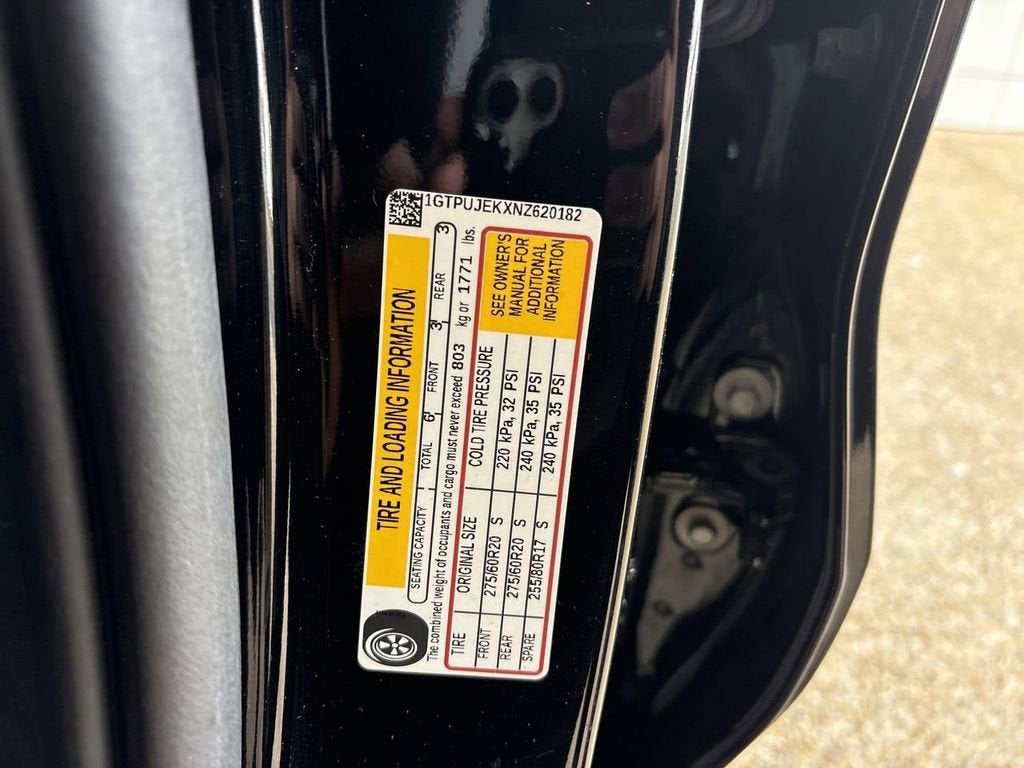 1GTPUJEKXNZ620182
TIRE AND LOADING INFORMATION
SEATING CAPACITY TOTAL 6 FRONT 3 REAR 3
The combined weight of occupants and cargo must never exceed 803 kg or 1771 lbs.
TIRE ORIGINAL SIZE COLD TIRE PRESSURE
FRONT 275/60R20 S 220 kPa, 32 PSI
REAR 275/60R20 S 240 kPa, 35 PSI
SPARE 255/80R17 S 240 kPa, 35 PSI
SEE OWNER'S
MANUAL FOR
ADDITIONAL
INFORMATION